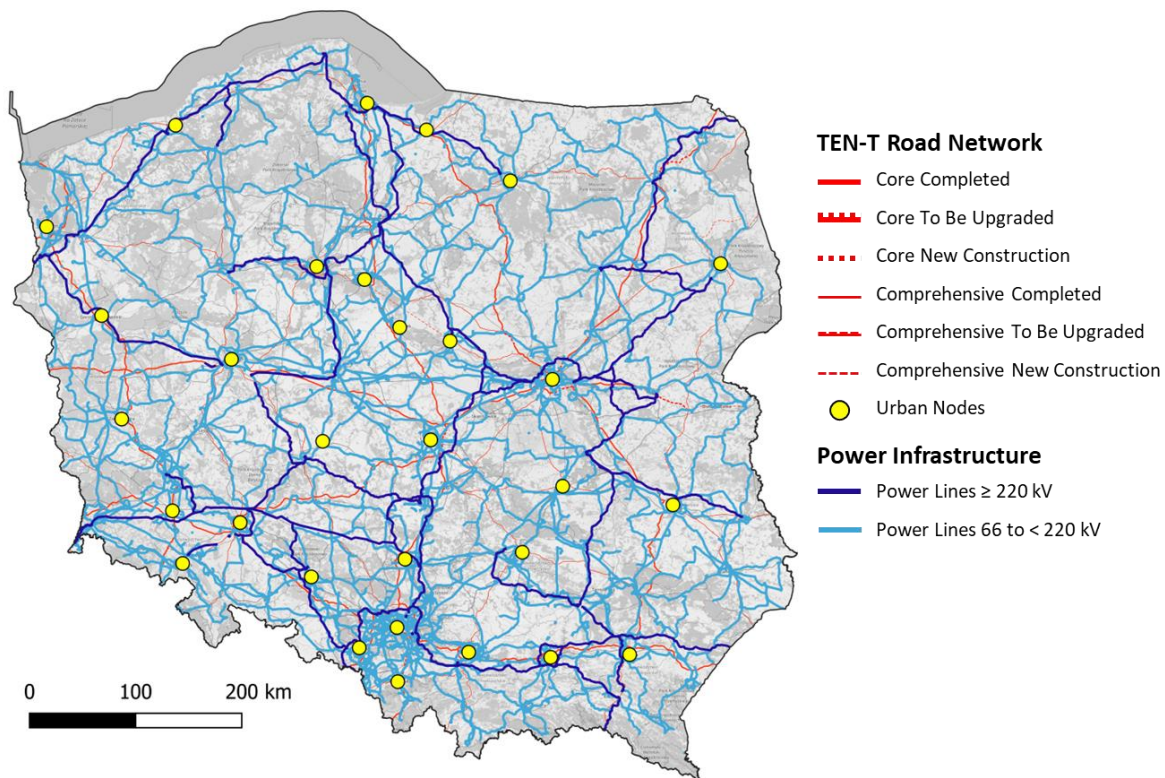 TEN-T Road Network
Core Completed
Core To Be Upgraded
Core New Construction
Comprehensive Completed
Comprehensive To Be Upgraded
Comprehensive New Construction
Urban Nodes
Power Infrastructure
Power Lines ≥ 220 kV
Power Lines 66 to < 220 kV
0 100 200 km